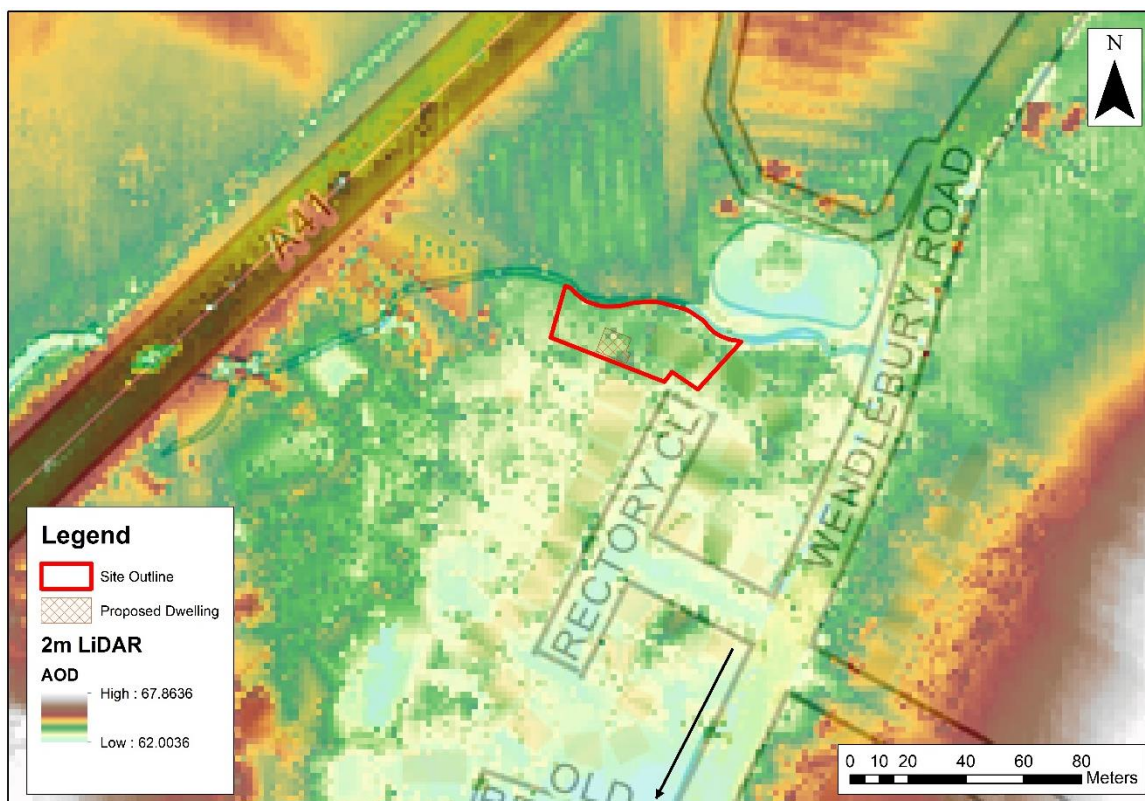 N
A41
WENDLEBURY ROAD
RECTORY CL
OLD
Legend
Site Outline
Proposed Dwelling
2m LiDAR
AOD
High : 67.8636
Low : 62.0036
0 10 20 40 60 80
Meters